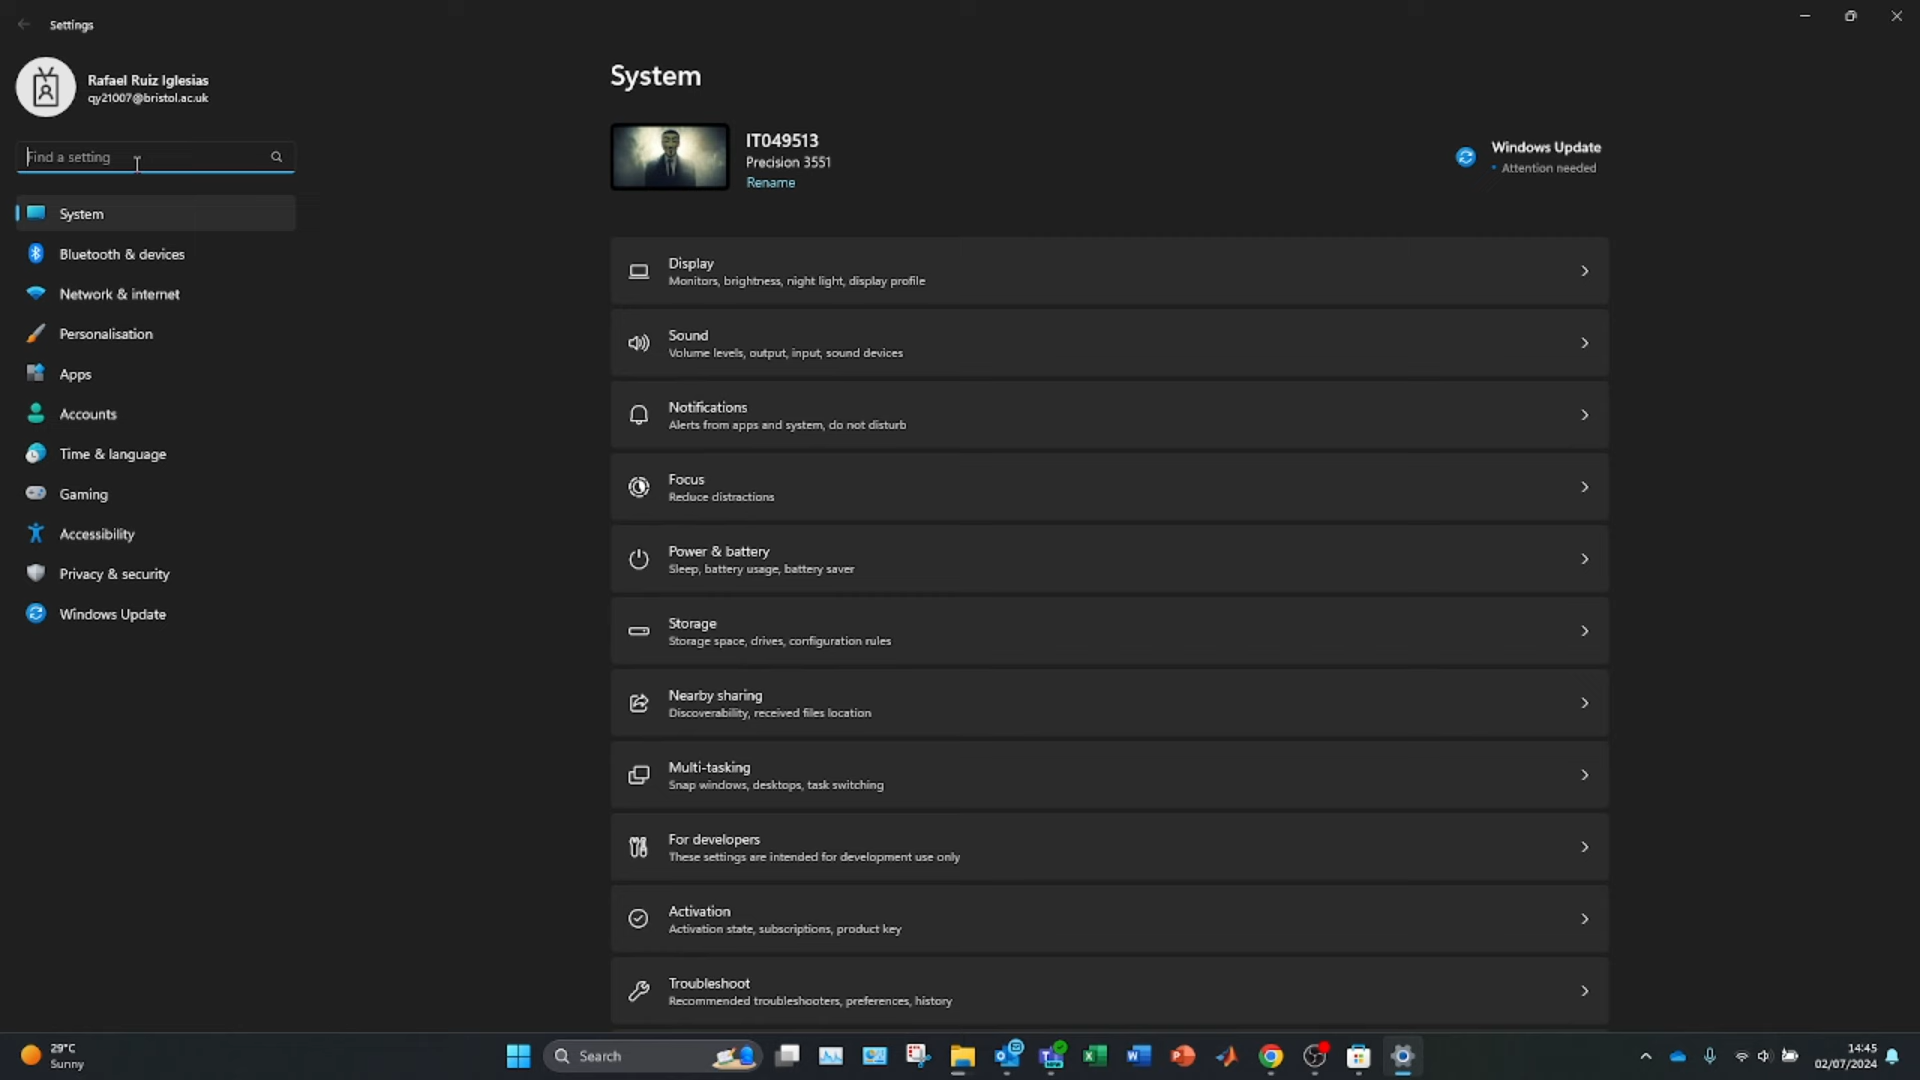 Settings
Rafael Ruiz Iglesias
qy21007@bristol.ac.uk
Find a setting
System
Bluetooth & devices
Network & internet
Personalisation
Apps
Accounts
Time & language
Gaming
Accessibility
Privacy & security
Windows Update
System
IT049513
Precision 3551
Rename
Windows Update
• Attention needed
Display
Monitors, brightness, night light, display profile
Sound
Volume levels, output, input, sound devices
Notifications
Alerts from apps and system, do not disturb
Focus
Reduce distractions
Power & battery
Sleep, battery usage, battery saver
Storage
Storage space, drives, configuration rules
Nearby sharing
Discoverability, received files location
Multi-tasking
Snap windows, desktops, task switching
For developers
These settings are intended for development use only
Activation
Activation state, subscriptions, product key
Troubleshoot
Recommended troubleshooters, preferences, history
29°C
Sunny
Search
14:45
02/07/2024